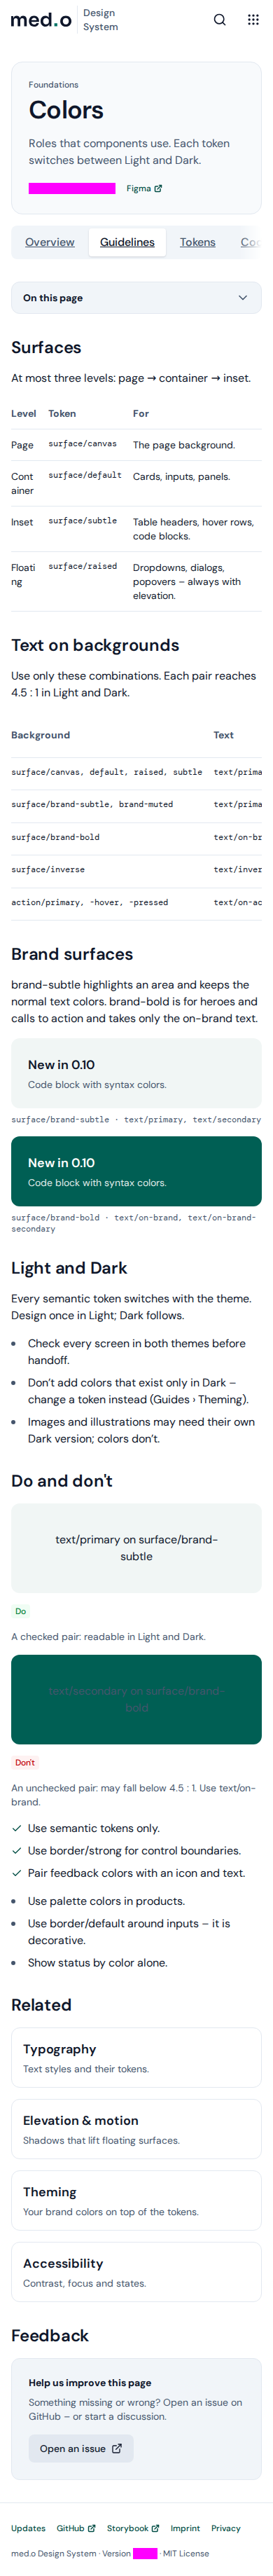 med.o
Design
System
Foundations
Colors
Roles that components use. Each token
switches between Light and Dark.
Figma
Overview
Guidelines
Tokens
On this page
Surfaces
At most three levels: page → container → inset.
Level Token For
Page surface/canvas The page background.
Cont
ainer
surface/default Cards, inputs, panels.
Inset surface/subtle Table headers, hover rows,
code blocks.
Floati
ng
surface/raised Dropdowns, dialogs,
popovers – always with
elevation.
Text on backgrounds
Use only these combinations. Each pair reaches
4.5 : 1 in Light and Dark.
Background Text
surface/canvas, default, raised, subtle text/prima
surface/brand-subtle, brand-muted text/prima
surface/brand-bold text/on-br
surface/inverse text/inver
action/primary, -hover, -pressed text/on-ac
Brand surfaces
brand-subtle highlights an area and keeps the
normal text colors. brand-bold is for heroes and
calls to action and takes only the on-brand text.
New in 0.10
Code block with syntax colors.
surface/brand-subtle · text/primary, text/secondary
New in 0.10
Code block with syntax colors.
surface/brand-bold · text/on-brand, text/on-brand-
secondary
Light and Dark
Every semantic token switches with the theme.
Design once in Light; Dark follows.
Check every screen in both themes before
handoff.
Don’t add colors that exist only in Dark –
change a token instead (Guides › Theming).
Images and illustrations may need their own
Dark version; colors don’t.
Do and don't
text/primary on surface/brand-
subtle
Do
A checked pair: readable in Light and Dark.
text/secondary on surface/brand-
bold
Don't
An unchecked pair: may fall below 4.5 : 1. Use text/on-
brand.
Use semantic tokens only.
Use border/strong for control boundaries.
Pair feedback colors with an icon and text.
Use palette colors in products.
Use border/default around inputs – it is
decorative.
Show status by color alone.
Related
Typography
Text styles and their tokens.
Elevation & motion
Shadows that lift floating surfaces.
Theming
Your brand colors on top of the tokens.
Accessibility
Contrast, focus and states.
Feedback
Help us improve this page
Something missing or wrong? Open an issue on
GitHub – or start a discussion.
Open an issue
Updates GitHub Storybook Imprint Privacy
med.o Design System · Version · MIT License